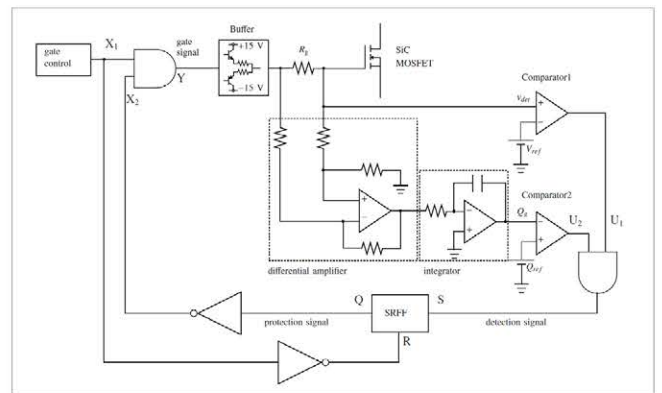 Buffer
+15 V
-15 V
gate control
X1
X2
gate signal
Y
Rg
SiC MOSFET
Comparator1
vdet
+
−
Vref
Comparator2
Qg
−
+
Qref
U2
U1
+
−
−
+
differential amplifier
integrator
Q
SRFF
S
R
protection signal
detection signal